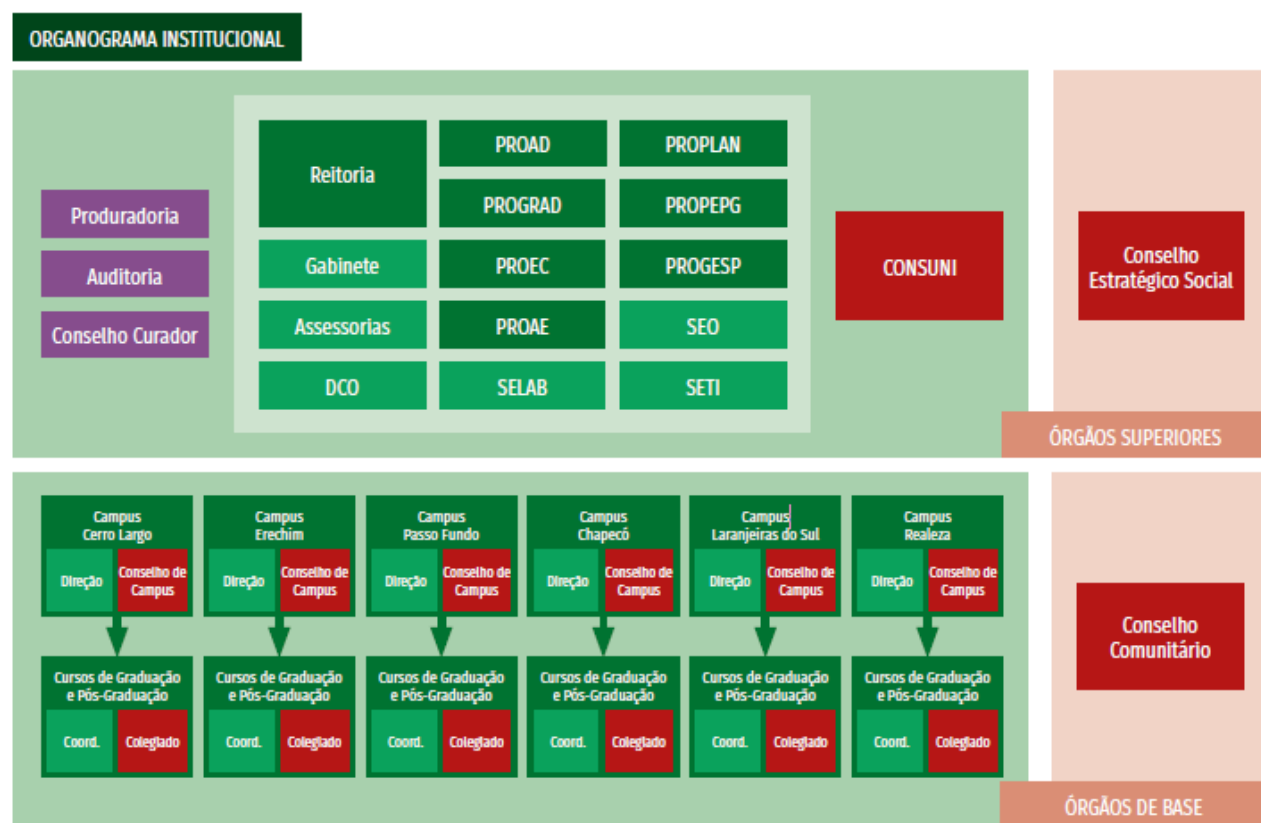 ORGANOGRAMA INSTITUCIONAL
Reitoria
PROAD
PROPLAN
PROGRAD
PROPEPG
Produradoria
Auditoria
Conselho Curador
Gabinete
PROEC
PROGESP
Assessorias
PROAE
SEO
DCO
SELAB
SETI
CONSUNI
Conselho
Estratégico Social
ÓRGÃOS SUPERIORES
Campus
Cerro Largo
Direção
Conselho de
Campus
Campus
Erechim
Direção
Conselho de
Campus
Campus
Passo Fundo
Direção
Conselho de
Campus
Campus
Chapecó
Direção
Conselho de
Campus
Campus
Laranjeiras do Sul
Direção
Conselho de
Campus
Campus
Realeza
Direção
Conselho de
Campus
Cursos de Graduação
e Pós-Graduação
Coord.
Colegiado
Cursos de Graduação
e Pós-Graduação
Coord.
Colegiado
Cursos de Graduação
e Pós-Graduação
Coord.
Colegiado
Cursos de Graduação
e Pós-Graduação
Coord.
Colegiado
Cursos de Graduação
e Pós-Graduação
Coord.
Colegiado
Cursos de Graduação
e Pós-Graduação
Coord.
Colegiado
Conselho
Comunitário
ÓRGÃOS DE BASE